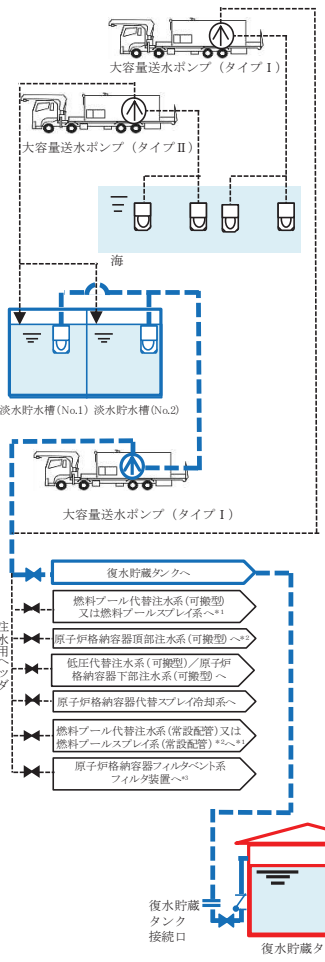 大容量送水ポンプ（タイプⅠ）
大容量送水ポンプ（タイプⅡ）
海
淡水貯水槽(No.1) 淡水貯水槽(No.2)
大容量送水ポンプ（タイプⅠ）
注水用ヘッダ
復水貯蔵タンクへ
燃料プール代替注水系(可搬型)
又は燃料プールスプレイ系へ*1
原子炉格納容器頂部注水系(可搬型)へ*2
低圧代替注水系(可搬型)／原子炉
格納容器下部注水系(可搬型)へ
原子炉格納容器代替スプレイ冷却系へ
燃料プール代替注水系(常設配管)又は
燃料プールスプレイ系(常設配管)*2へ*1
原子炉格納容器フィルタベント系
フィルタ装置へ*3
復水貯蔵
タンク
接続口
復水貯蔵タ